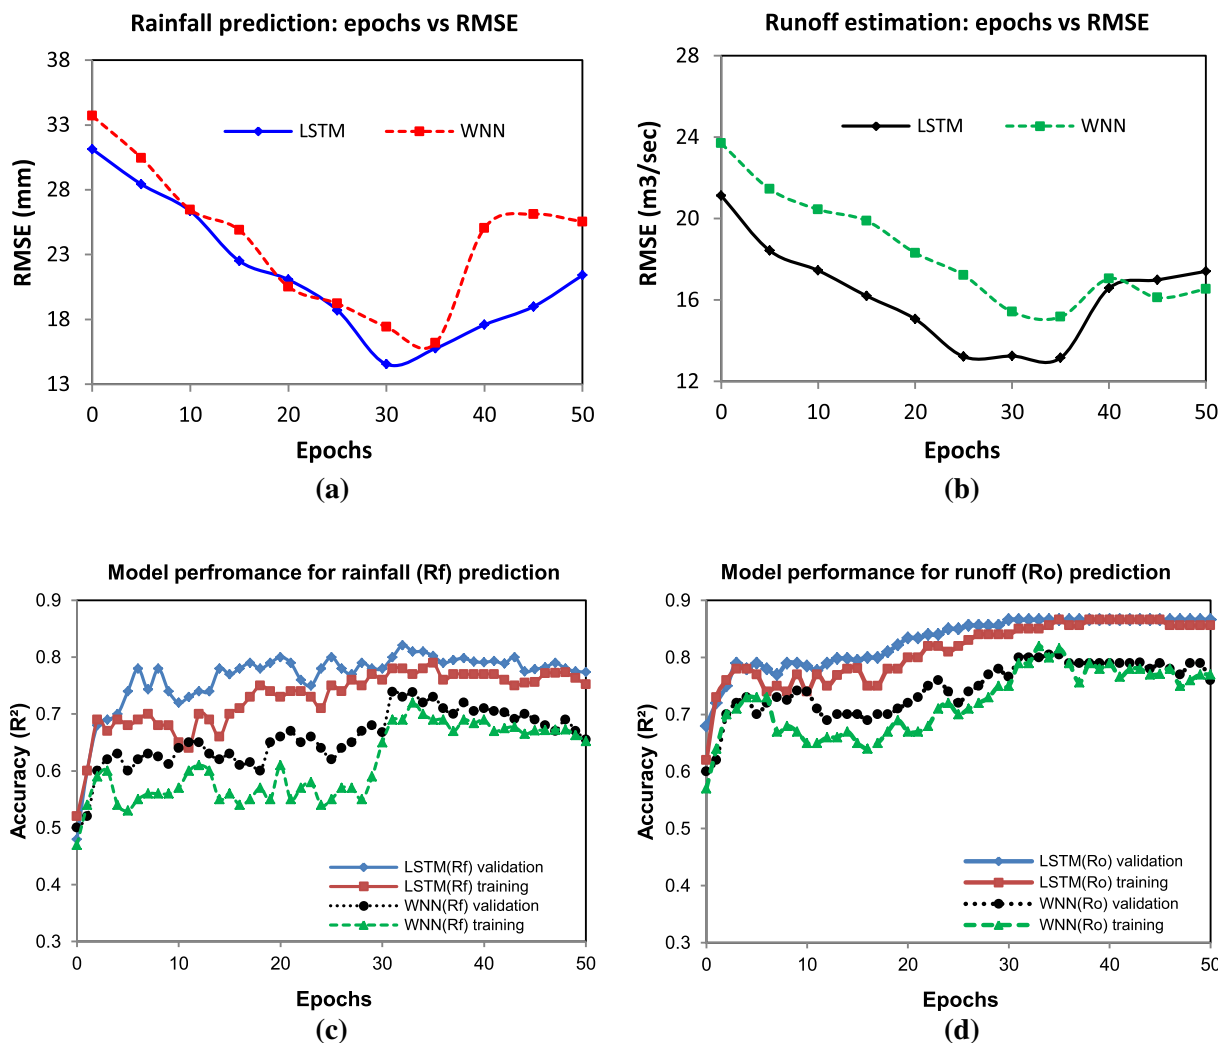 Rainfall prediction: epochs vs RMSE
38
33
28
23
18
13
RMSE (mm)
LSTM
WNN
0 10 20 30 40 50
Epochs
(a)
Runoff estimation: epochs vs RMSE
28
24
20
16
12
RMSE (m3/sec)
LSTM
WNN
0 10 20 30 40 50
Epochs
(b)
Model perfromance for rainfall (Rf) prediction
0.9
0.8
0.7
0.6
0.5
0.4
0.3
Accuracy (R²)
LSTM(Rf) validation
LSTM(Rf) training
WNN(Rf) validation
WNN(Rf) training
0 10 20 30 40 50
Epochs
(c)
Model performance for runoff (Ro) prediction
0.9
0.8
0.7
0.6
0.5
0.4
0.3
Accuracy (R²)
LSTM(Ro) validation
LSTM(Ro) training
WNN(Ro) validation
WNN(Ro) training
0 10 20 30 40 50
Epochs
(d)